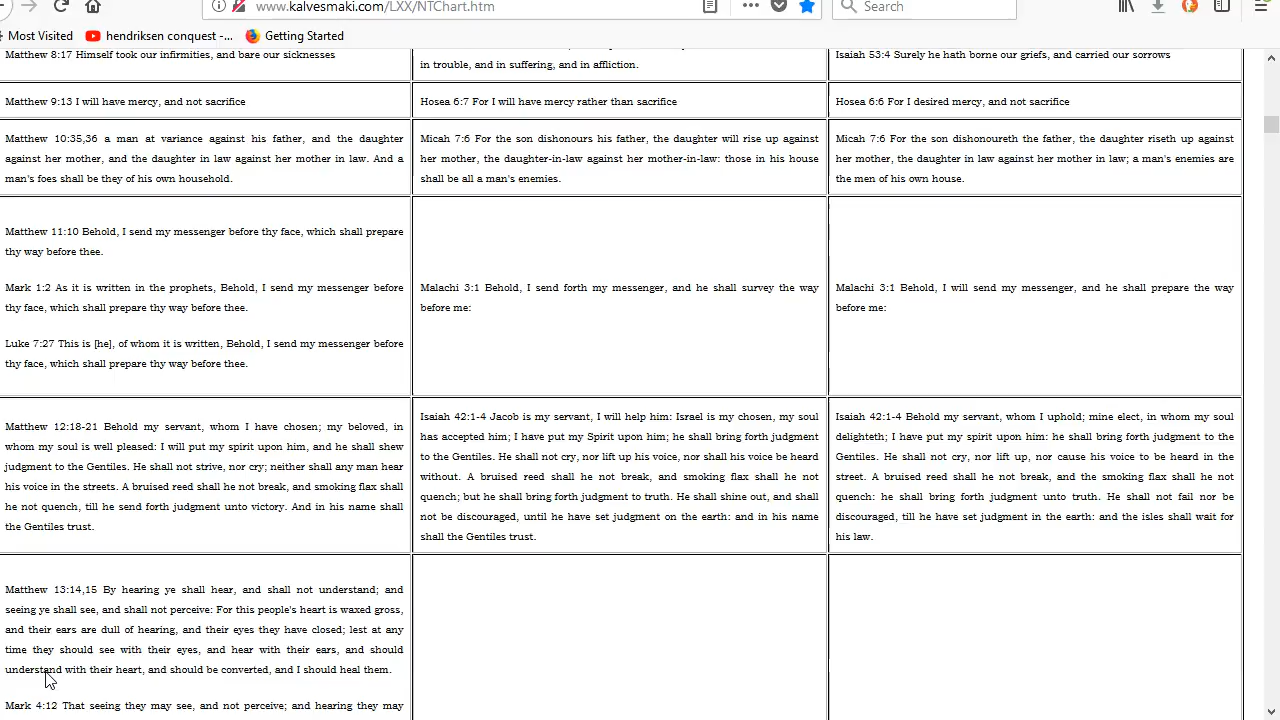 www.kalvesmaki.com/LXX/NTChart.htm
Search
Most Visited
hendriksen conquest -...
Getting Started
Matthew 8:17 Himself took our infirmities, and bare our sicknesses
in trouble, and in suffering, and in affliction.
Isaiah 53:4 Surely he hath borne our griefs, and carried our sorrows
Matthew 9:13 I will have mercy, and not sacrifice
Hosea 6:7 For I will have mercy rather than sacrifice
Hosea 6:6 For I desired mercy, and not sacrifice
Matthew 10:35,36 a man at variance against his father, and the daughter
against her mother, and the daughter in law against her mother in law. And a
man's foes shall be they of his own household.
Micah 7:6 For the son dishonours his father, the daughter will rise up against
her mother, the daughter-in-law against her mother-in-law: those in his house
shall be all a man's enemies.
Micah 7:6 For the son dishonoureth the father, the daughter riseth up against
her mother, the daughter in law against her mother in law; a man's enemies are
the men of his own house.
Matthew 11:10 Behold, I send my messenger before thy face, which shall prepare
thy way before thee.
Mark 1:2 As it is written in the prophets, Behold, I send my messenger before
thy face, which shall prepare thy way before thee.
Luke 7:27 This is [he], of whom it is written, Behold, I send my messenger before
thy face, which shall prepare thy way before thee.
Malachi 3:1 Behold, I send forth my messenger, and he shall survey the way
before me:
Malachi 3:1 Behold, I will send my messenger, and he shall prepare the way
before me:
Matthew 12:18-21 Behold my servant, whom I have chosen; my beloved, in
whom my soul is well pleased: I will put my spirit upon him, and he shall shew
judgment to the Gentiles. He shall not strive, nor cry; neither shall any man hear
his voice in the streets. A bruised reed shall he not break, and smoking flax shall
he not quench, till he send forth judgment unto victory. And in his name shall
the Gentiles trust.
Isaiah 42:1-4 Jacob is my servant, I will help him: Israel is my chosen, my soul
has accepted him; I have put my Spirit upon him; he shall bring forth judgment
to the Gentiles. He shall not cry, nor lift up his voice, nor shall his voice be heard
without. A bruised reed shall he not break, and smoking flax shall he not
quench; but he shall bring forth judgment to truth. He shall shine out, and shall
not be discouraged, until he have set judgment on the earth: and in his name
shall the Gentiles trust.
Isaiah 42:1-4 Behold my servant, whom I uphold; mine elect, in whom my soul
delighteth; I have put my spirit upon him: he shall bring forth judgment to the
Gentiles. He shall not cry, nor lift up, nor cause his voice to be heard in the
street. A bruised reed shall he not break, and the smoking flax shall he not
quench: he shall bring forth judgment unto truth. He shall not fail nor be
discouraged, till he have set judgment in the earth: and the isles shall wait for
his law.
Matthew 13:14,15 By hearing ye shall hear, and shall not understand; and
seeing ye shall see, and shall not perceive: For this people's heart is waxed gross,
and their ears are dull of hearing, and their eyes they have closed; lest at any
time they should see with their eyes, and hear with their ears, and should
understand with their heart, and should be converted, and I should heal them.
Mark 4:12 That seeing they may see, and not perceive; and hearing they may